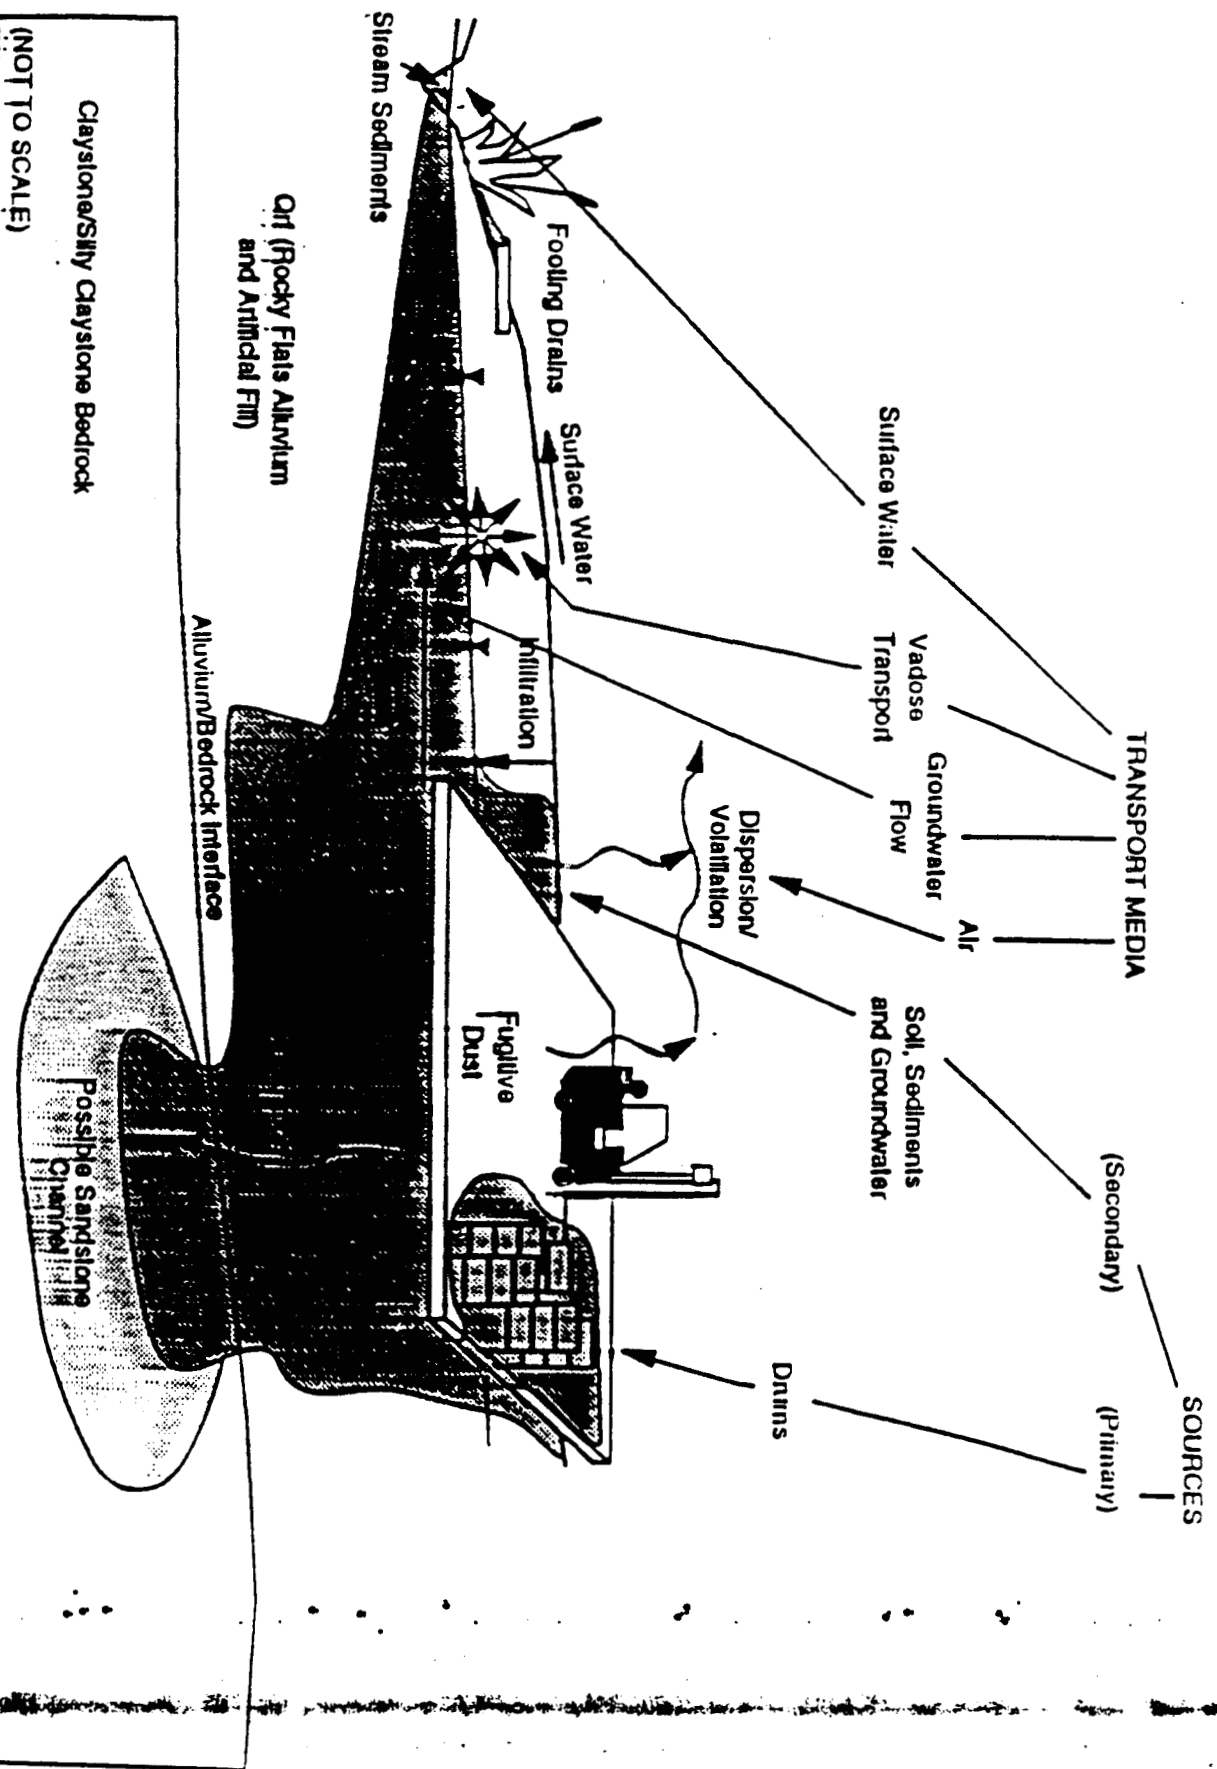 SOURCES
(Secondary)
(Primary)
TRANSPORT MEDIA
Surface Water
Vadose
Transport
Groundwater
Flow
Air
Soil, Sediments
and Groundwater
Drums
Dispersion/
Volatilation
Footing Drains
Surface Water
Infiltration
Fugitive
Dust
Stream Sediments
Qrf (Rocky Flats Alluvium
and Artificial Fill)
Alluvium/Bedrock Interface
Claystone/Silty Claystone Bedrock
Possible Sandstone
Channel
(NOT TO SCALE)